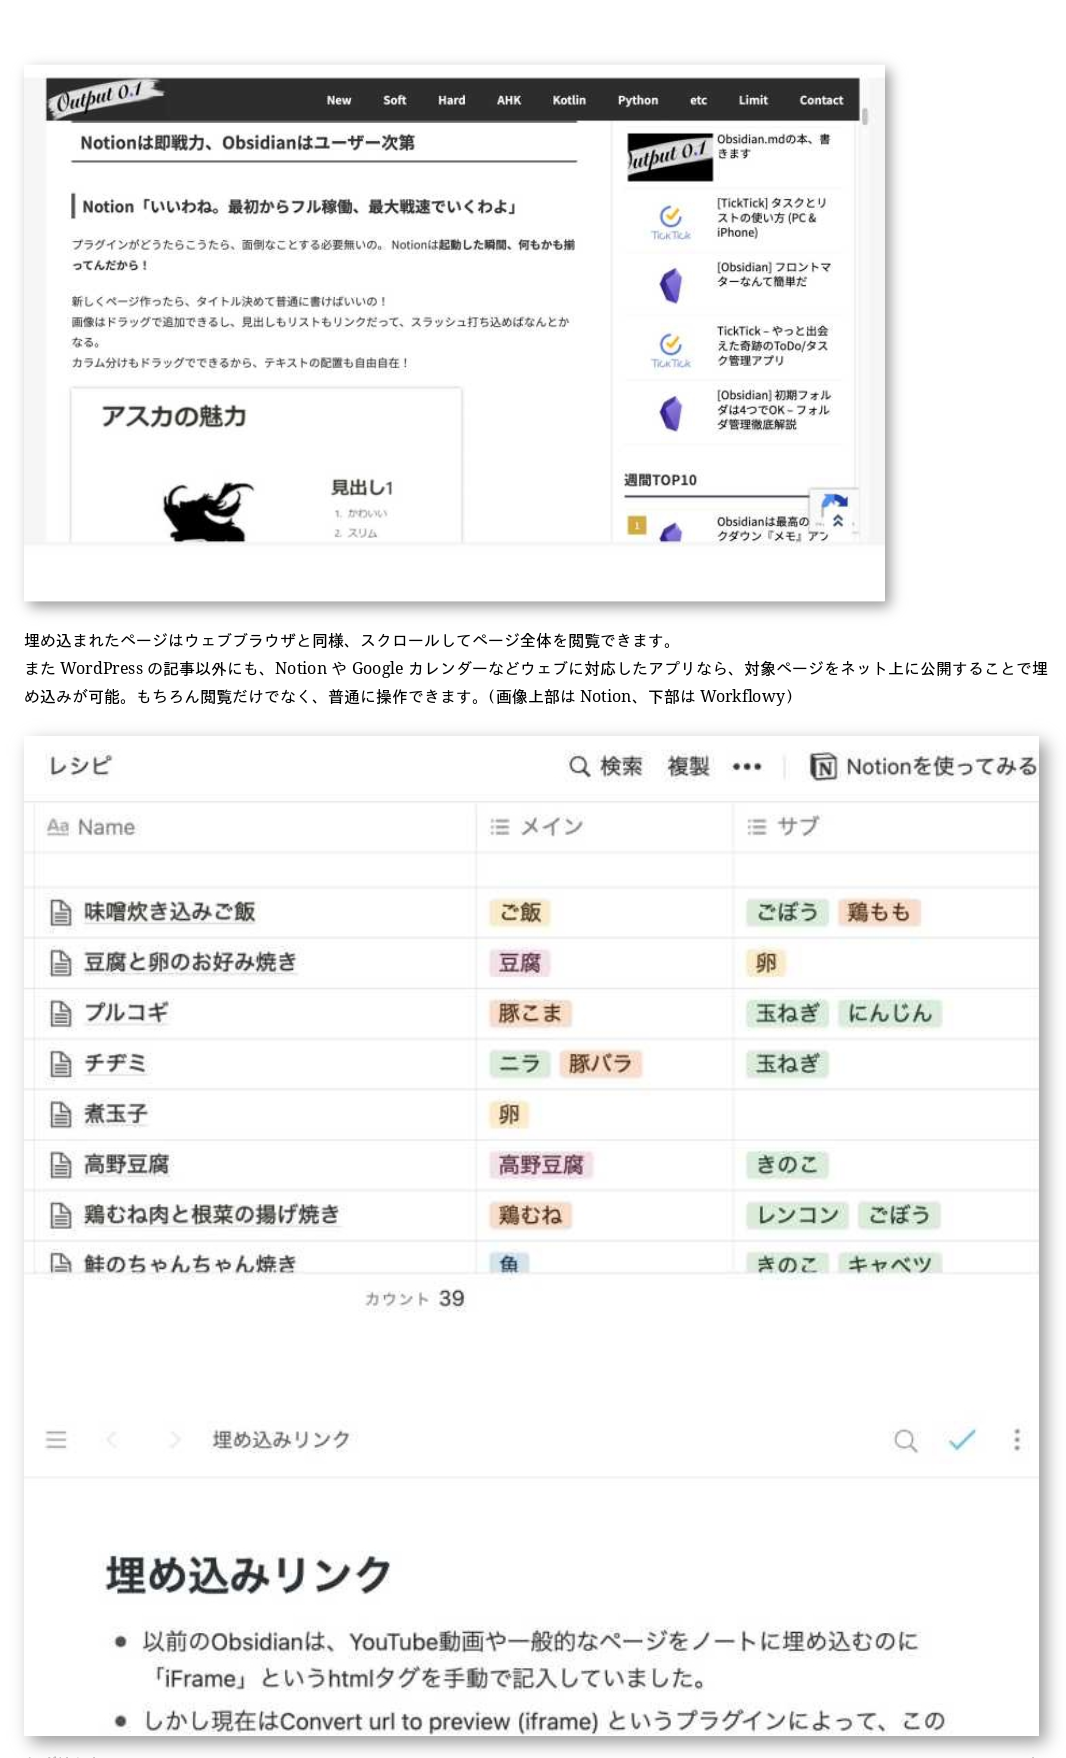 Output 0.1
New Soft Hard AHK Kotlin Python etc Limit Contact
Notionは即戦力、Obsidianはユーザー次第
Notion「いいわね。最初からフル稼働、最大戦速でいくわよ」
プラグインがどうたらこうたら、面倒なことする必要無いの。 Notionは起動した瞬間、何もかも揃
ってんだから！
新しくページ作ったら、タイトル決めて普通に書けばいいの！
画像はドラッグで追加できるし、見出しもリストもリンクだって、スラッシュ打ち込めばなんとか
なる。
カラム分けもドラッグでできるから、テキストの配置も自由自在！
アスカの魅力
見出し1
1. かわいい
2. スリム
Output 0.1
Obsidian.mdの本、書
きます
TickTick
[TickTick] タスクとリ
ストの使い方 (PC &
iPhone)
[Obsidian] フロントマ
ターなんて簡単だ
TickTick
TickTick – やっと出会
えた奇跡のToDo/タス
ク管理アプリ
[Obsidian] 初期フォル
ダは4つでOK – フォル
ダ管理徹底解説
週間TOP10
1
Obsidianは最高の
クダウン『メモ』アプ
埋め込まれたページはウェブブラウザと同様、スクロールしてページ全体を閲覧できます。
また WordPress の記事以外にも、Notion や Google カレンダーなどウェブに対応したアプリなら、対象ページをネット上に公開することで埋
め込みが可能。もちろん閲覧だけでなく、普通に操作できます。（画像上部は Notion、下部は Workflowy）
レシピ 検索 複製 ••• Notionを使ってみる
Aa Name メイン サブ
味噌炊き込みご飯 ご飯 ごぼう 鶏もも
豆腐と卵のお好み焼き 豆腐 卵
プルコギ 豚こま 玉ねぎ にんじん
チヂミ ニラ 豚バラ 玉ねぎ
煮玉子 卵
高野豆腐 高野豆腐 きのこ
鶏むね肉と根菜の揚げ焼き 鶏むね レンコン ごぼう
鮭のちゃんちゃん焼き 魚 きのこ キャベツ
カウント 39
埋め込みリンク
埋め込みリンク
• 以前のObsidianは、YouTube動画や一般的なページをノートに埋め込むのに
「iFrame」というhtmlタグを手動で記入していました。
• しかし現在はConvert url to preview (iframe) というプラグインによって、この